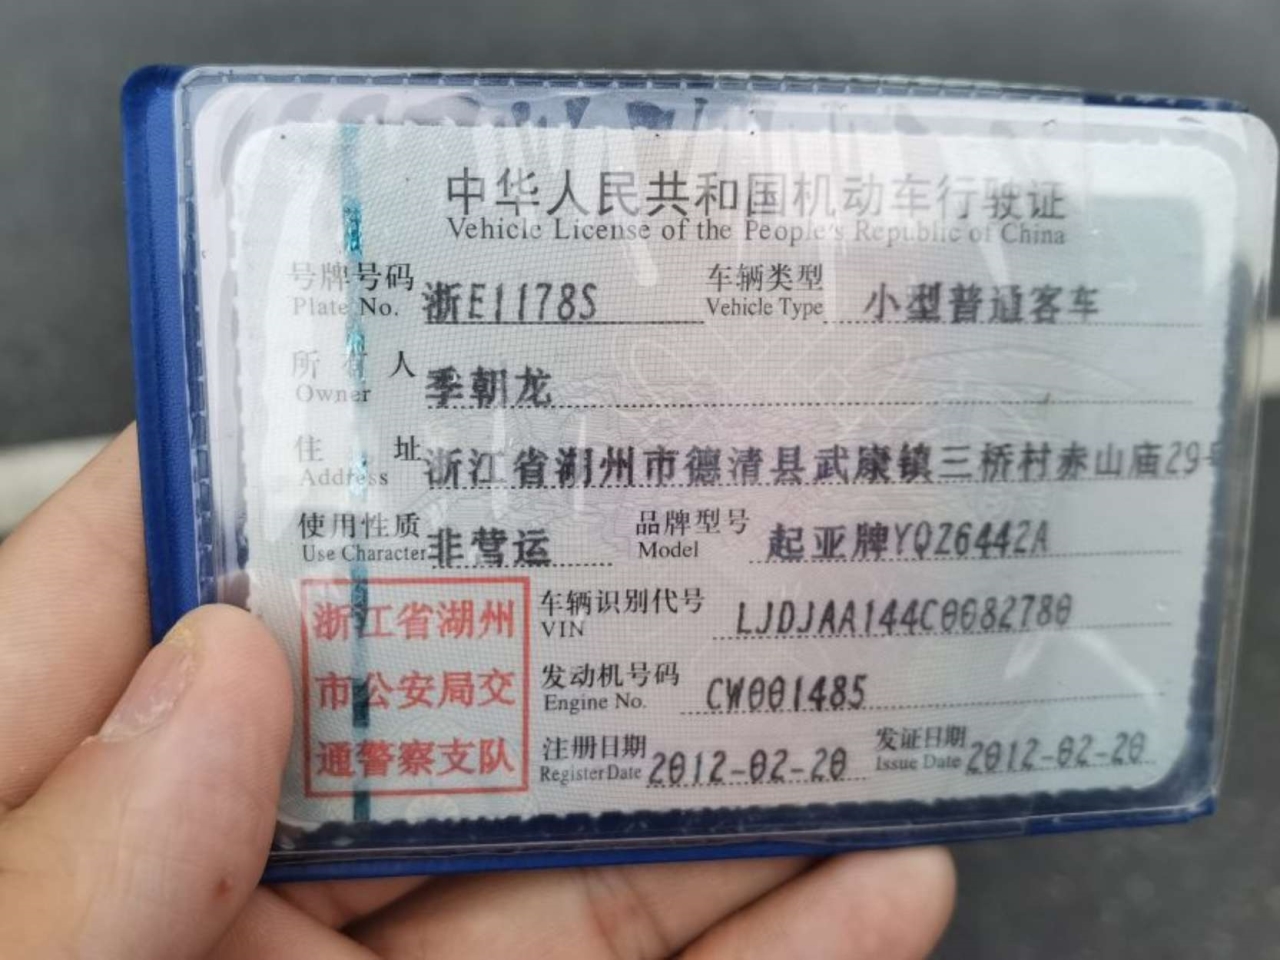 中华人民共和国机动车行驶证
Vehicle License of the People's Republic of China
号牌号码 Plate No. 浙E1178S 车辆类型 Vehicle Type 小型普通客车
所有人 Owner 季朝龙
住址 Address 浙江省湖州市德清县武康镇三桥村赤山庙29号
使用性质 Use Character 非营运 品牌型号 Model 起亚牌YQZ6442A
车辆识别代号 VIN LJDJAA144C0082780
发动机号码 Engine No. CW001485
注册日期 Register Date 2012-02-20 发证日期 Issue Date 2012-02-20
浙江省湖州
市公安局交
通警察支队